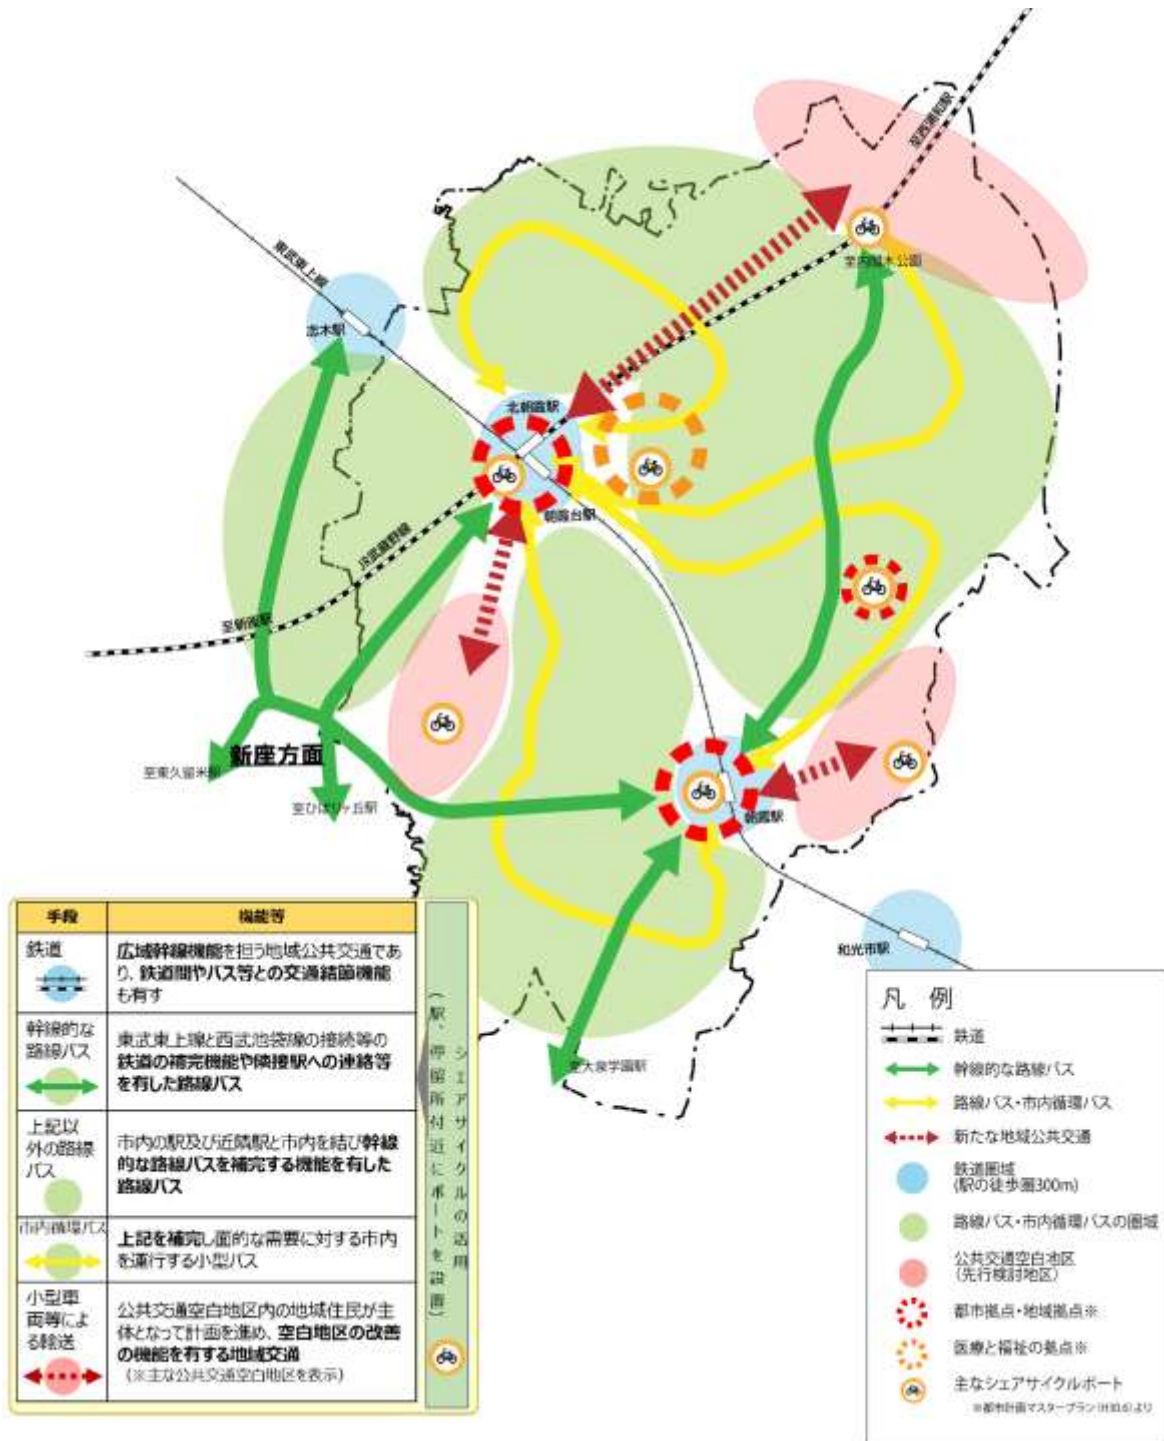 至西浦和駅
東武東上線
志木駅
至内間木公園
北朝霞駅
朝霞台駅
JR武蔵野線
至新座駅
新座方面
至東久留米駅
至ひばりヶ丘駅
朝霞駅
和光市駅
至大泉学園駅
手段
機能等
鉄道
広域幹線機能を担う地域公共交通であ
り、鉄道間やバス等との交通結節機能
も有す
幹線的な
路線バス
東武東上線と西武池袋線の接続等の
鉄道の補完機能や隣接駅への連絡等
を有した路線バス
上記以
外の路線
バス
市内の駅及び近隣駅と市内を結び幹線
的な路線バスを補完する機能を有した
路線バス
市内循環バス
上記を補完し面的な需要に対する市内
を運行する小型バス
小型車
両等によ
る輸送
公共交通空白地区内の地域住民が主
体となって計画を進め、空白地区の改善
の機能を有する地域交通
（※主な公共交通空白地区を表示）
シェアサイクルの活用
（駅、停留所付近にポートを設置）
凡 例
鉄道
幹線的な路線バス
路線バス・市内循環バス
新たな地域公共交通
鉄道圏域
(駅の徒歩圏300m)
路線バス・市内循環バスの圏域
公共交通空白地区
（先行検討地区）
都市拠点・地域拠点※
医療と福祉の拠点※
主なシェアサイクルポート
※都市計画マスタープラン（H30.6）より